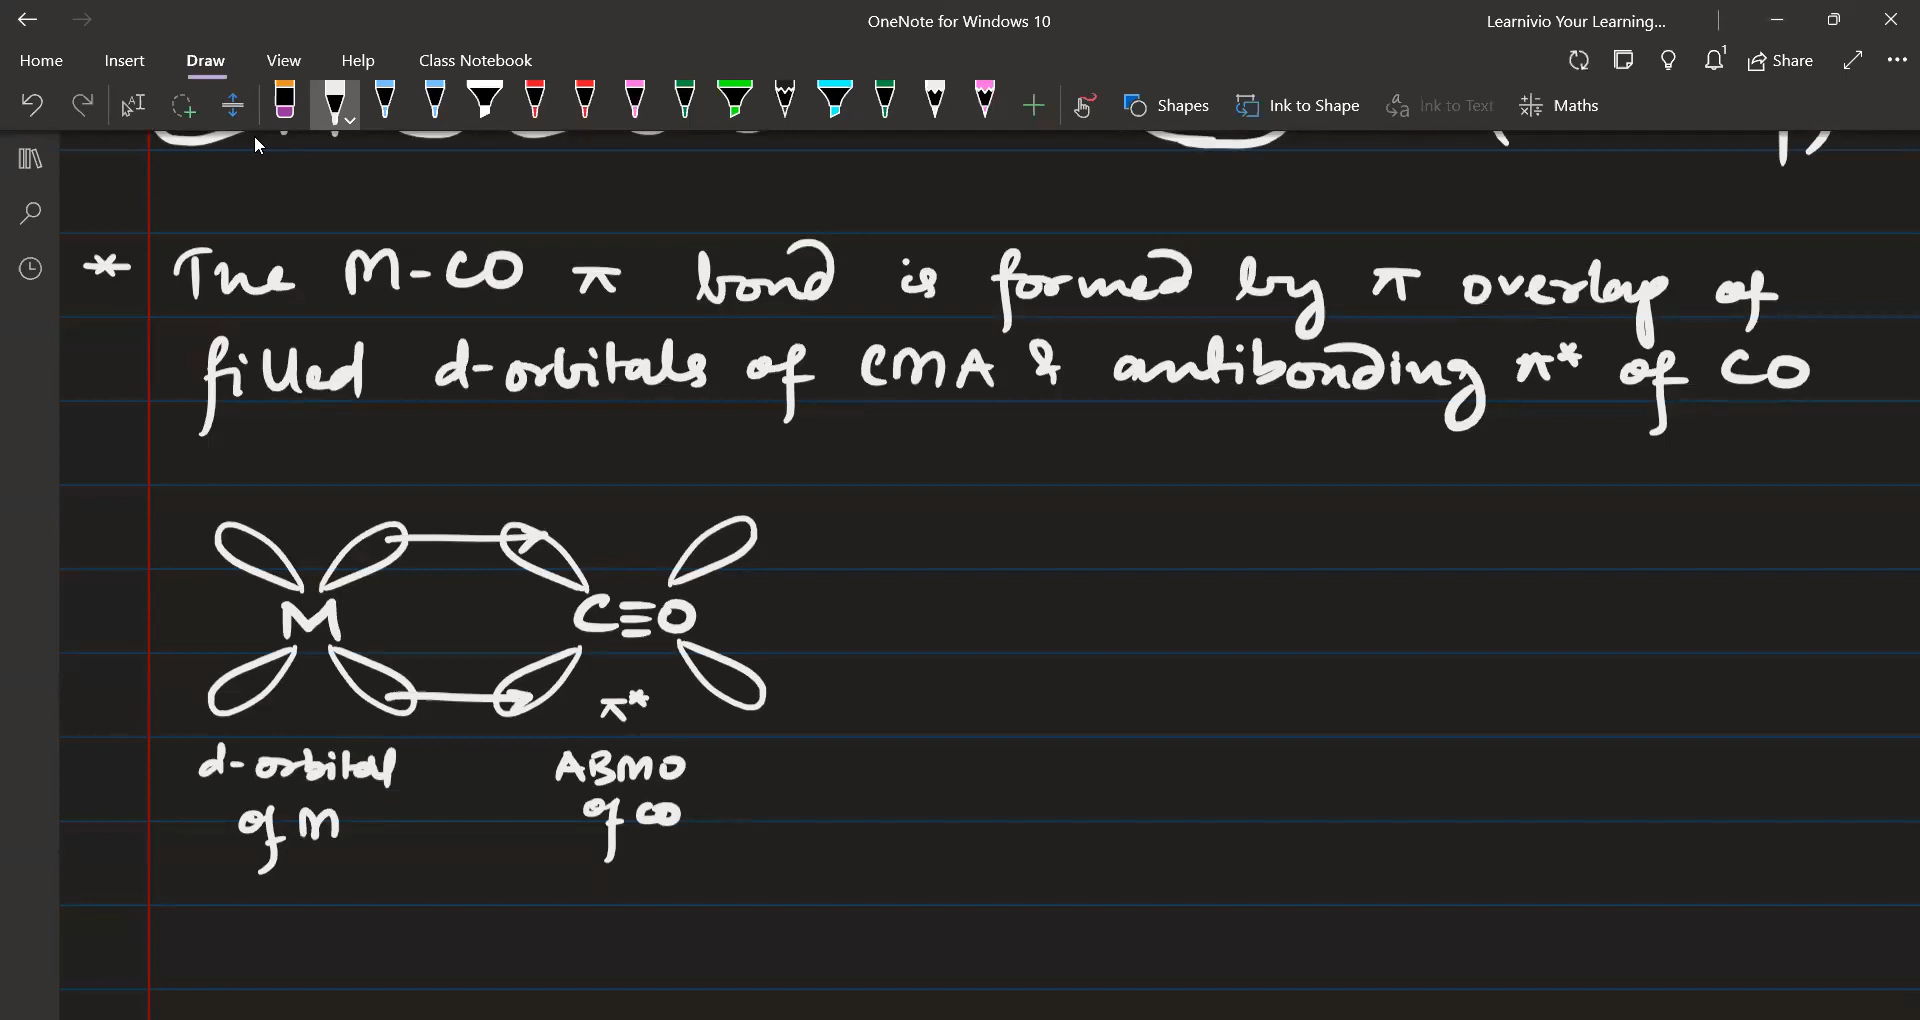 OneNote for Windows 10
Learnivio Your Learning...
Home Insert Draw View Help Class Notebook
1 Share
Shapes Ink to Shape Ink to Text Maths
* The M-CO π bond is formed by π overlap of
filled d-orbitals of CMA & antibonding π* of CO
M C≡O
π*
d-orbital ABMO
of M of CO